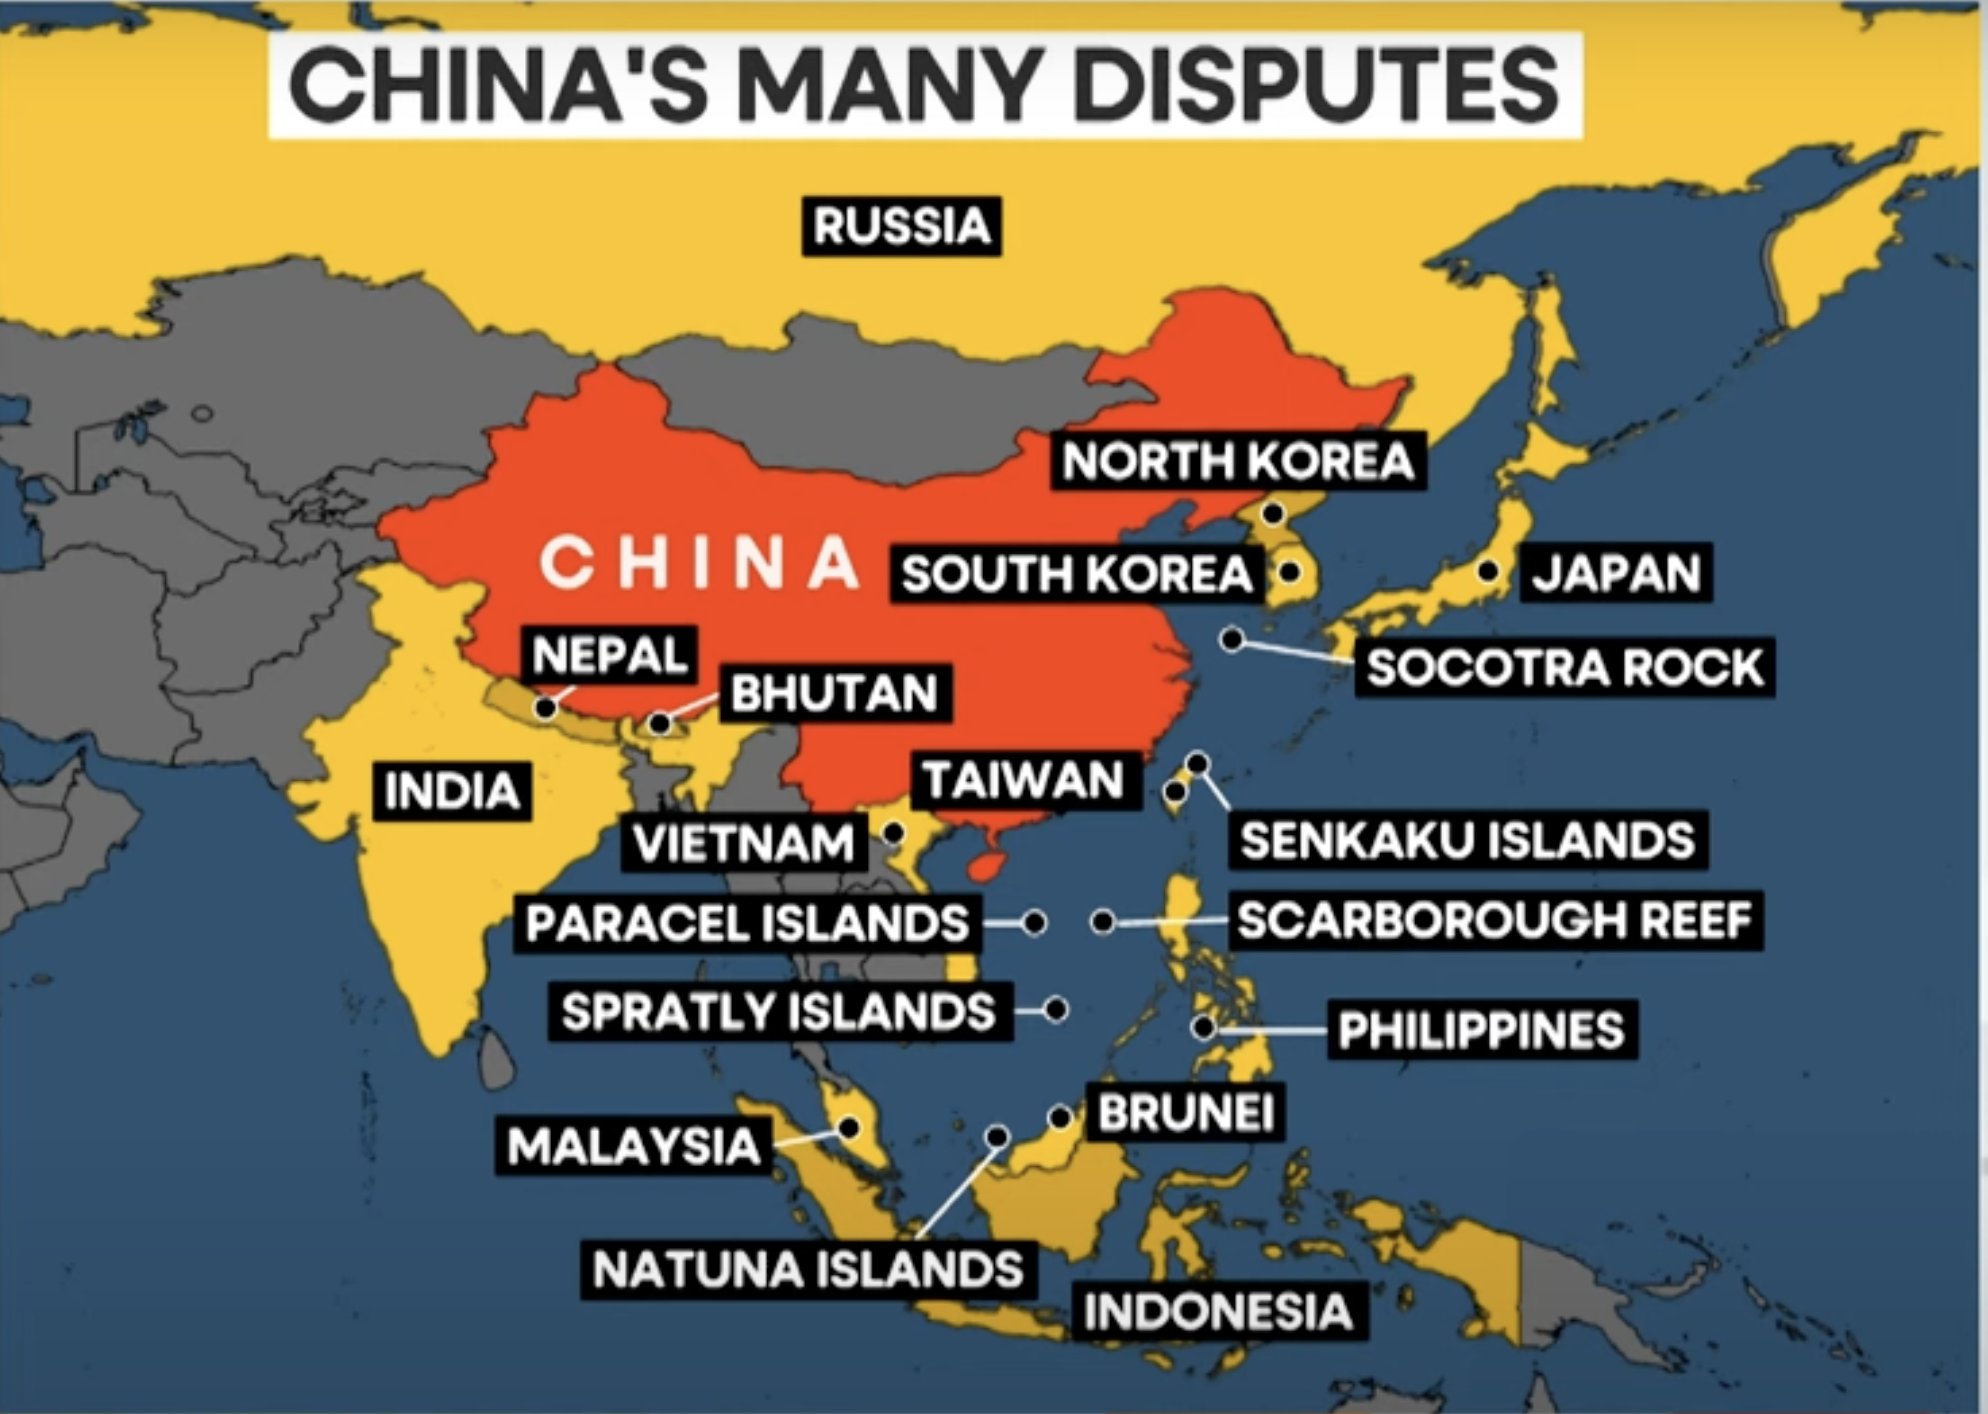 CHINA'S MANY DISPUTES
RUSSIA
NORTH KOREA
CHINA
SOUTH KOREA
JAPAN
NEPAL
SOCOTRA ROCK
BHUTAN
INDIA
TAIWAN
VIETNAM
SENKAKU ISLANDS
PARACEL ISLANDS
SCARBOROUGH REEF
SPRATLY ISLANDS
PHILIPPINES
BRUNEI
MALAYSIA
NATUNA ISLANDS
INDONESIA